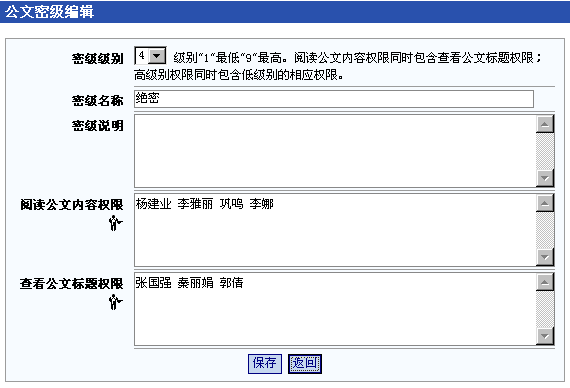 公文密级编辑
密级级别 4 级别"1"最低"9"最高。阅读公文内容权限同时包含查看公文标题权限；
高级别权限同时包含低级别的相应权限。
密级名称 绝密
密级说明
阅读公文内容权限 杨建业 李雅丽 巩鸣 李娜
查看公文标题权限 张国强 秦丽娟 郭倩
保存 返回